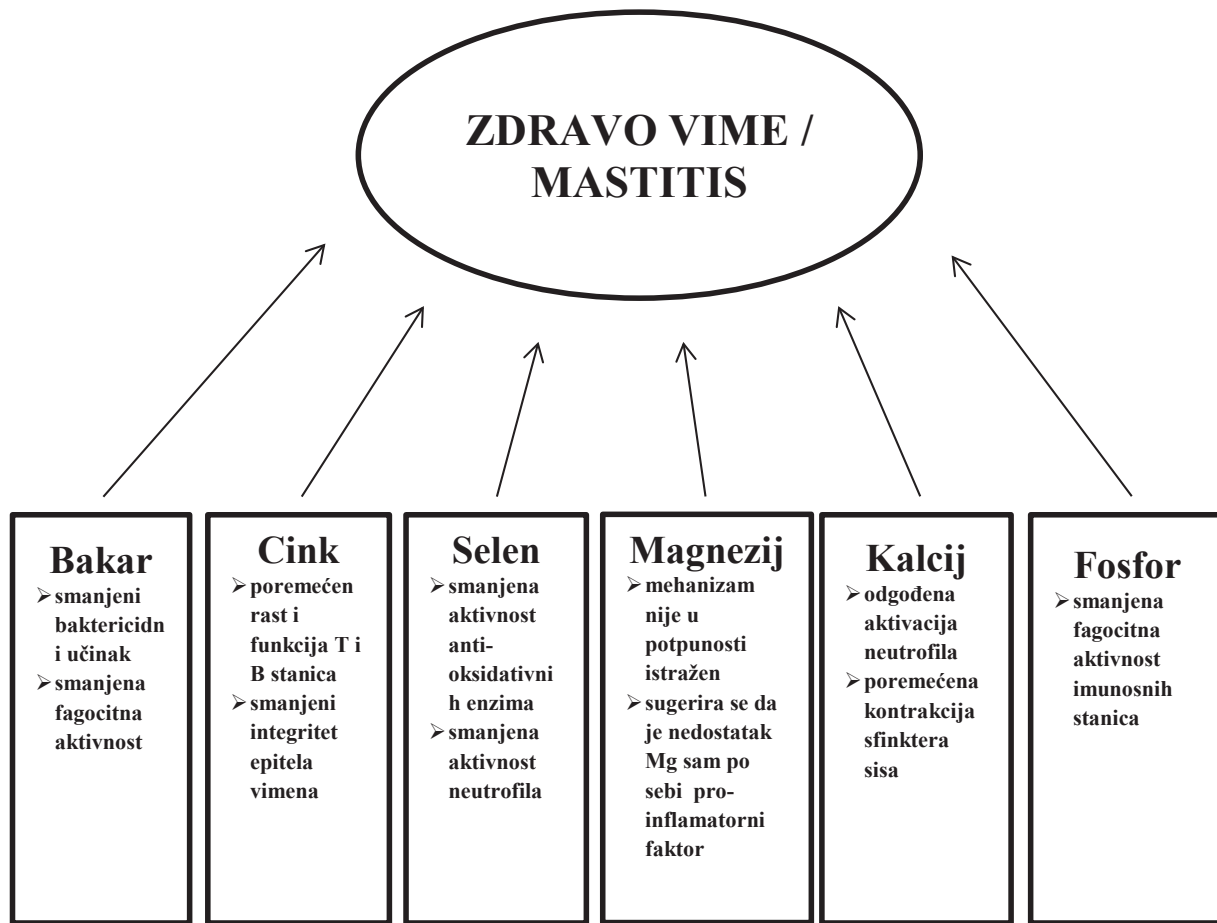 ZDRAVO VIME /
MASTITIS
Bakar
➢ smanjeni
baktericidn
i učinak
➢ smanjena
fagocitna
aktivnost
Cink
➢ poremećen
rast i
funkcija T i
B stanica
➢ smanjeni
integritet
epitela
vimena
Selen
➢ smanjena
aktivnost
anti-
oksidativni
h enzima
➢ smanjena
aktivnost
neutrofila
Magnezij
➢ mehanizam
nije u
potpunosti
istražen
➢ sugerira se da
je nedostatak
Mg sam po
sebi pro-
inflamatorni
faktor
Kalcij
➢ odgođena
aktivacija
neutrofila
➢ poremećena
kontrakcija
sfinktera
sisa
Fosfor
➢ smanjena
fagocitna
aktivnost
imunosnih
stanica